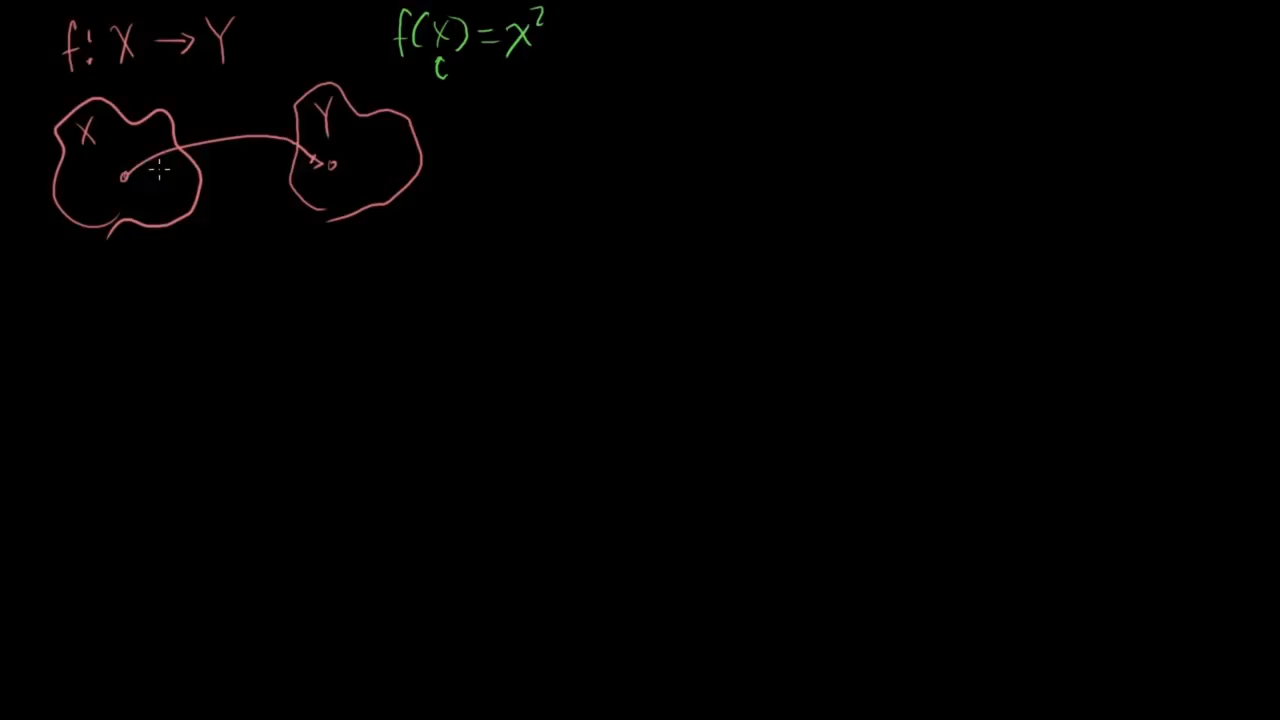 f: X → Y
f(x) = x²
X
Y